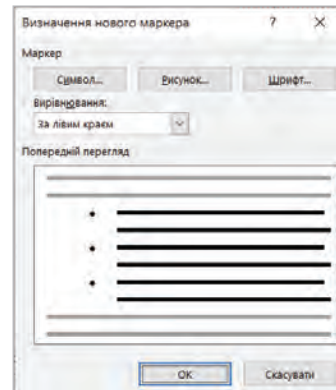 Визначення нового маркера ? ×
Маркер
Символ... Рисунок... Шрифт...
Вирівнювання:
За лівим краєм
Попередній перегляд
OK Скасувати